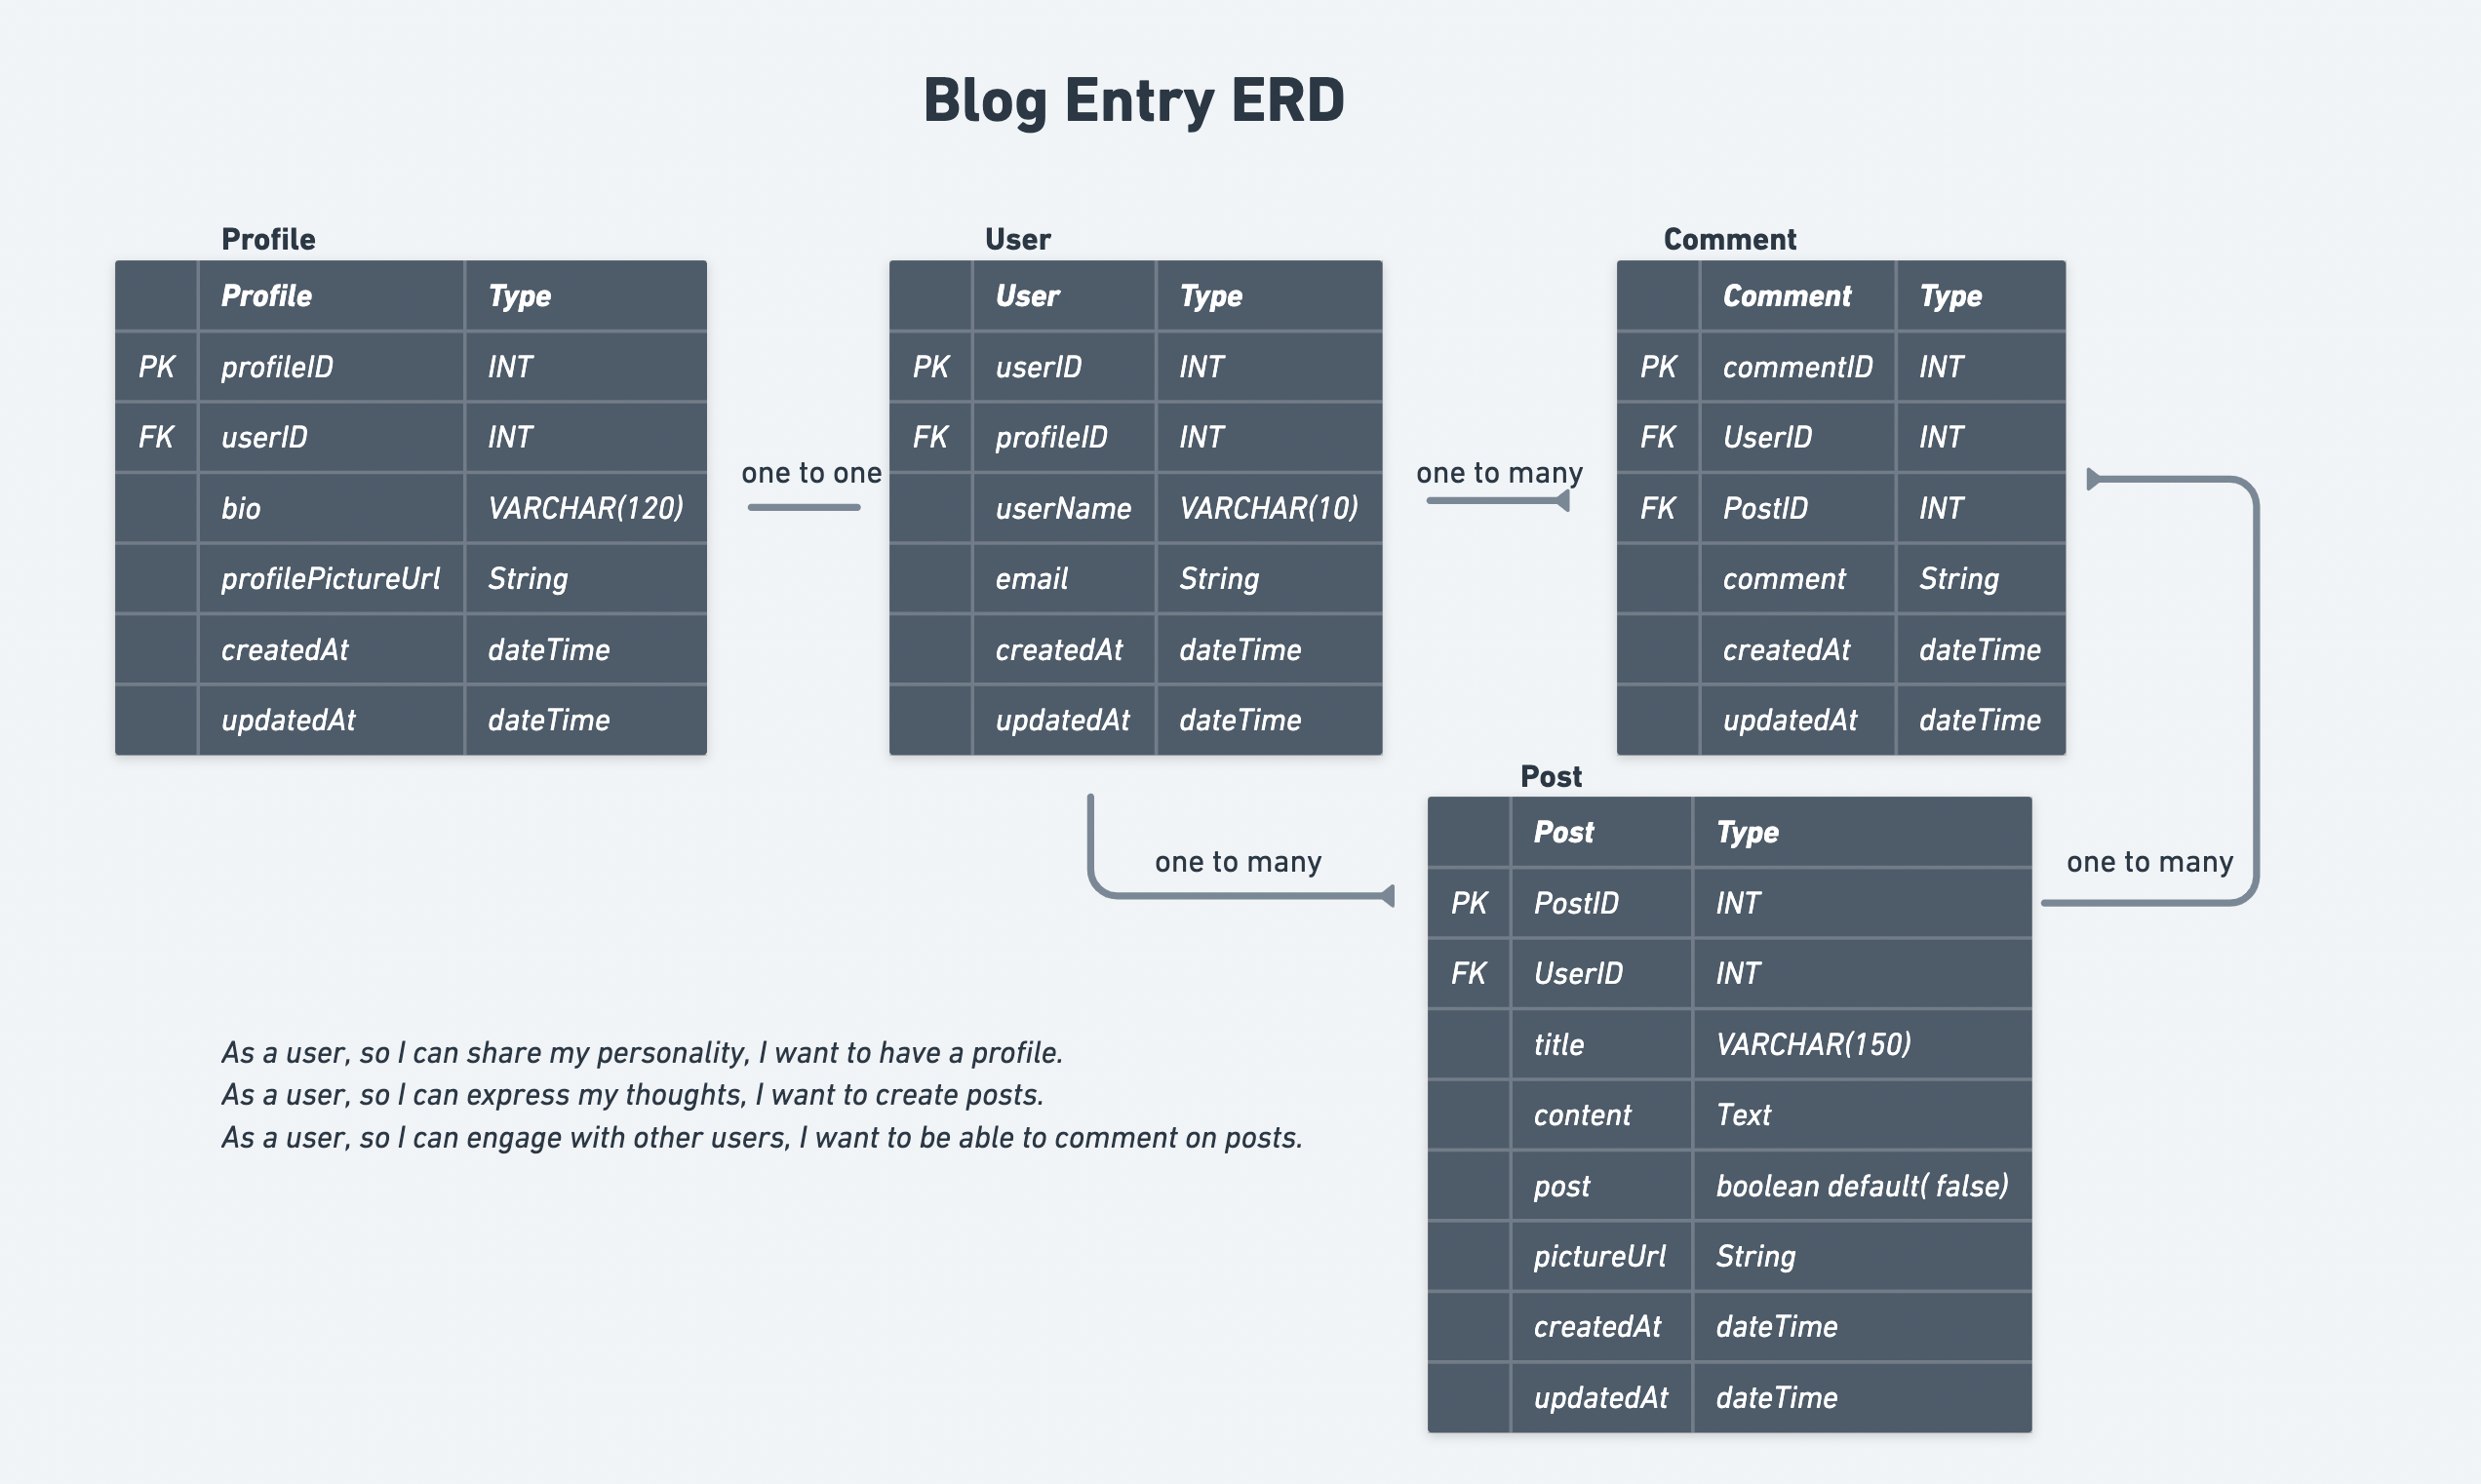 Blog Entry ERD
Profile
Profile Type
PK profileID INT
FK userID INT
bio VARCHAR(120)
profilePictureUrl String
createdAt dateTime
updatedAt dateTime
one to one
User
User Type
PK userID INT
FK profileID INT
userName VARCHAR(10)
email String
createdAt dateTime
updatedAt dateTime
one to many
Comment
Comment Type
PK commentID INT
FK UserID INT
FK PostID INT
comment String
createdAt dateTime
updatedAt dateTime
one to many
Post
Post Type
PK PostID INT
FK UserID INT
title VARCHAR(150)
content Text
post boolean default( false)
pictureUrl String
createdAt dateTime
updatedAt dateTime
one to many
As a user, so I can share my personality, I want to have a profile.
As a user, so I can express my thoughts, I want to create posts.
As a user, so I can engage with other users, I want to be able to comment on posts.